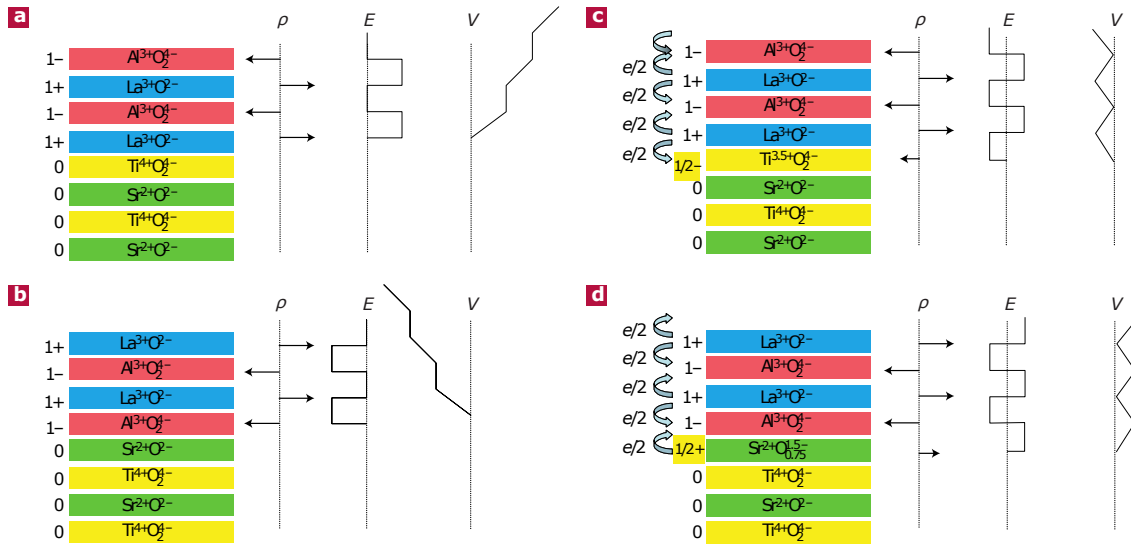 a
ρ E V
1– Al³⁺O₂⁴⁻
1+ La³⁺O²⁻
1– Al³⁺O₂⁴⁻
1+ La³⁺O²⁻
0 Ti⁴⁺O₂⁴⁻
0 Sr²⁺O²⁻
0 Ti⁴⁺O₂⁴⁻
0 Sr²⁺O²⁻
b
ρ E V
1+ La³⁺O²⁻
1– Al³⁺O₂⁴⁻
1+ La³⁺O²⁻
1– Al³⁺O₂⁴⁻
0 Sr²⁺O²⁻
0 Ti⁴⁺O₂⁴⁻
0 Sr²⁺O²⁻
0 Ti⁴⁺O₂⁴⁻
c
ρ E V
1– Al³⁺O₂⁴⁻
e/2
1+ La³⁺O²⁻
e/2
1– Al³⁺O₂⁴⁻
e/2
1+ La³⁺O²⁻
e/2
1/2– Ti³·⁵⁺O₂⁴⁻
0 Sr²⁺O²⁻
0 Ti⁴⁺O₂⁴⁻
0 Sr²⁺O²⁻
d
ρ E V
e/2
1+ La³⁺O²⁻
e/2
1– Al³⁺O₂⁴⁻
e/2
1+ La³⁺O²⁻
e/2
1– Al³⁺O₂⁴⁻
e/2
1/2+ Sr²⁺O₀.₇₅¹·⁵⁻
0 Ti⁴⁺O₂⁴⁻
0 Sr²⁺O²⁻
0 Ti⁴⁺O₂⁴⁻